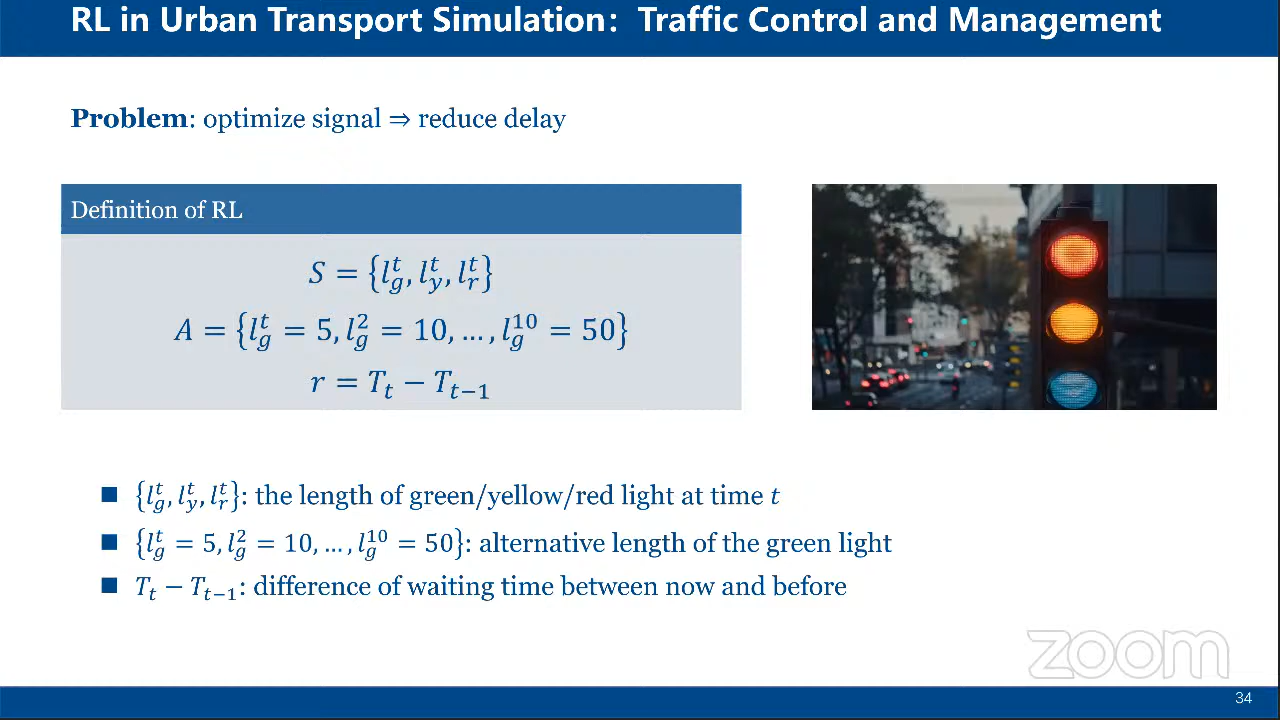 RL in Urban Transport Simulation: Traffic Control and Management
Problem: optimize signal ⇒ reduce delay
Definition of RL
S = {l_g^t, l_y^t, l_r^t}
A = {l_g^t = 5, l_g^2 = 10, …, l_g^10 = 50}
r = T_t − T_{t−1}
■ {l_g^t, l_y^t, l_r^t}: the length of green/yellow/red light at time t
■ {l_g^t = 5, l_g^2 = 10, …, l_g^10 = 50}: alternative length of the green light
■ T_t − T_{t−1}: difference of waiting time between now and before
zoom
34